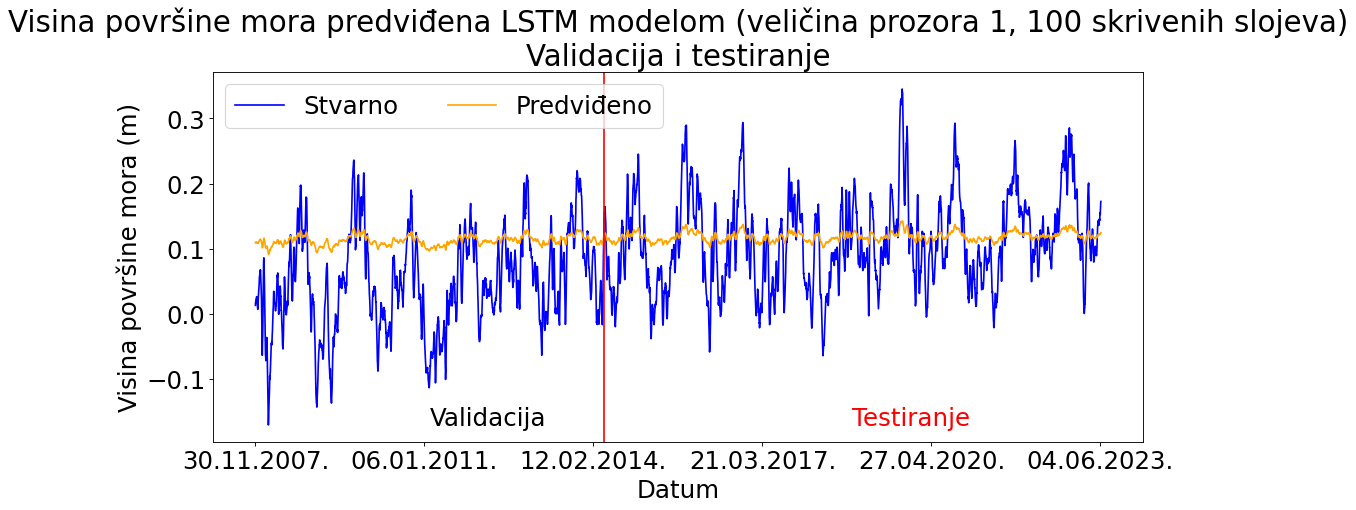 Visina površine mora predviđena LSTM modelom (veličina prozora 1, 100 skrivenih slojeva)
Validacija i testiranje
Stvarno
Predviđeno
Visina površine mora (m)
0.3
0.2
0.1
0.0
−0.1
Validacija
Testiranje
30.11.2007.
06.01.2011.
12.02.2014.
21.03.2017.
27.04.2020.
04.06.2023.
Datum